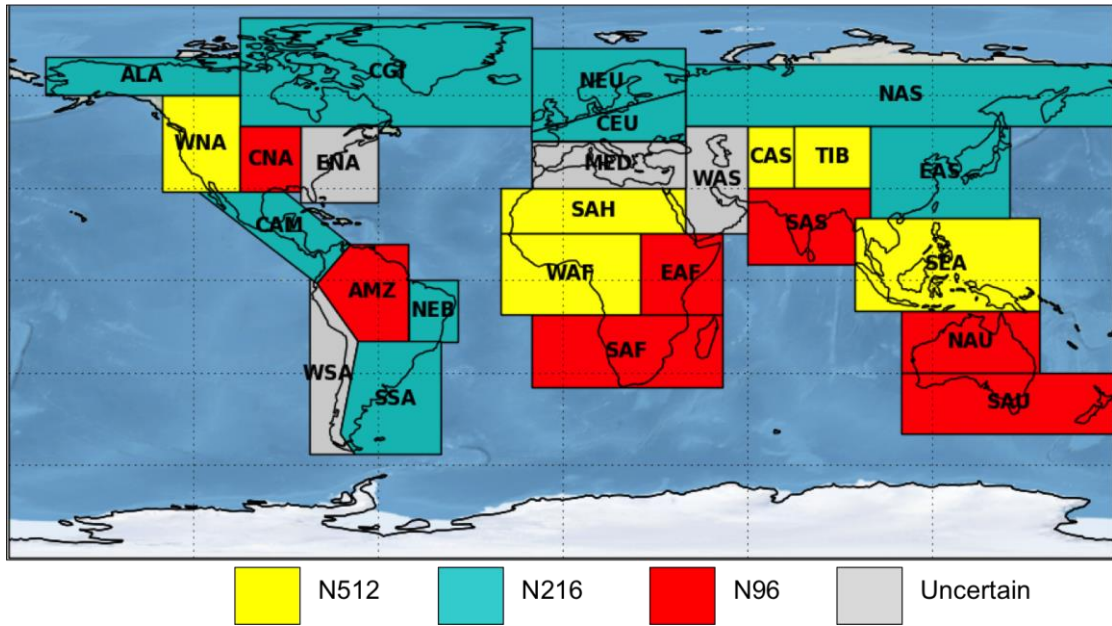 ALA
CGI
NEU
NAS
CEU
WNA
CNA
ENA
MED
WAS
CAS
TIB
EAS
CAM
SAH
SAS
WAF
EAF
SEA
AMZ
NEB
SAF
NAU
WSA
SSA
SAU
N512
N216
N96
Uncertain